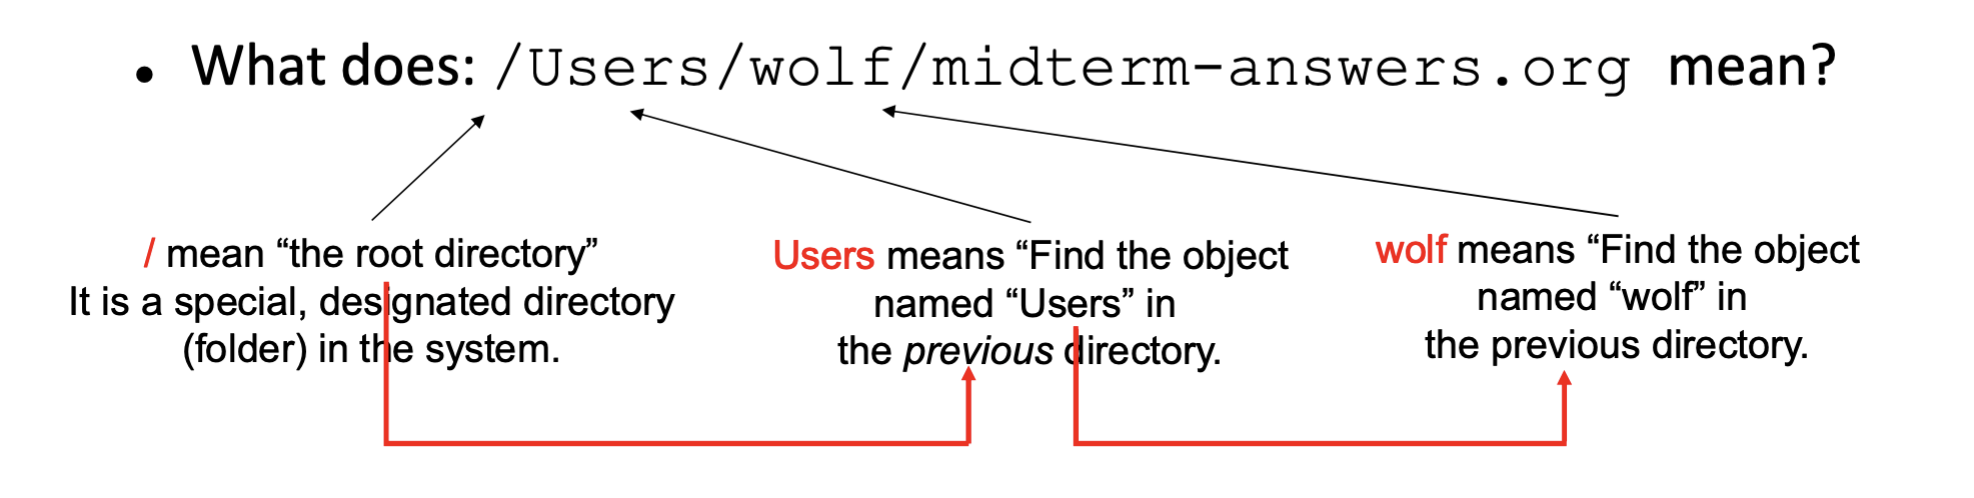 • What does: /Users/wolf/midterm-answers.org mean?
/ mean “the root directory”
It is a special, designated directory
(folder) in the system.
Users means “Find the object
named “Users” in
the previous directory.
wolf means “Find the object
named “wolf” in
the previous directory.